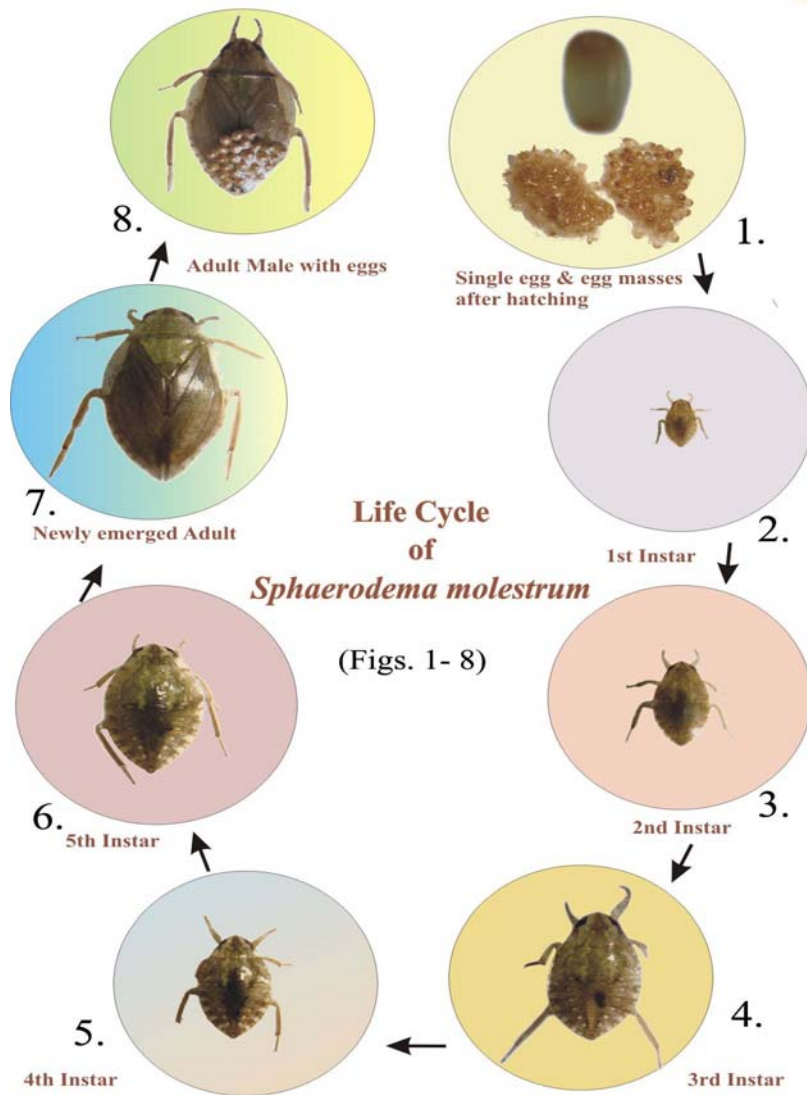 8.
Adult Male with eggs
1.
Single egg & egg masses
after hatching
7.
Newly emerged Adult
2.
1st Instar
Life Cycle
of
Sphaerodema molestrum
(Figs. 1- 8)
6.
5th Instar
3.
2nd Instar
5.
4th Instar
4.
3rd Instar